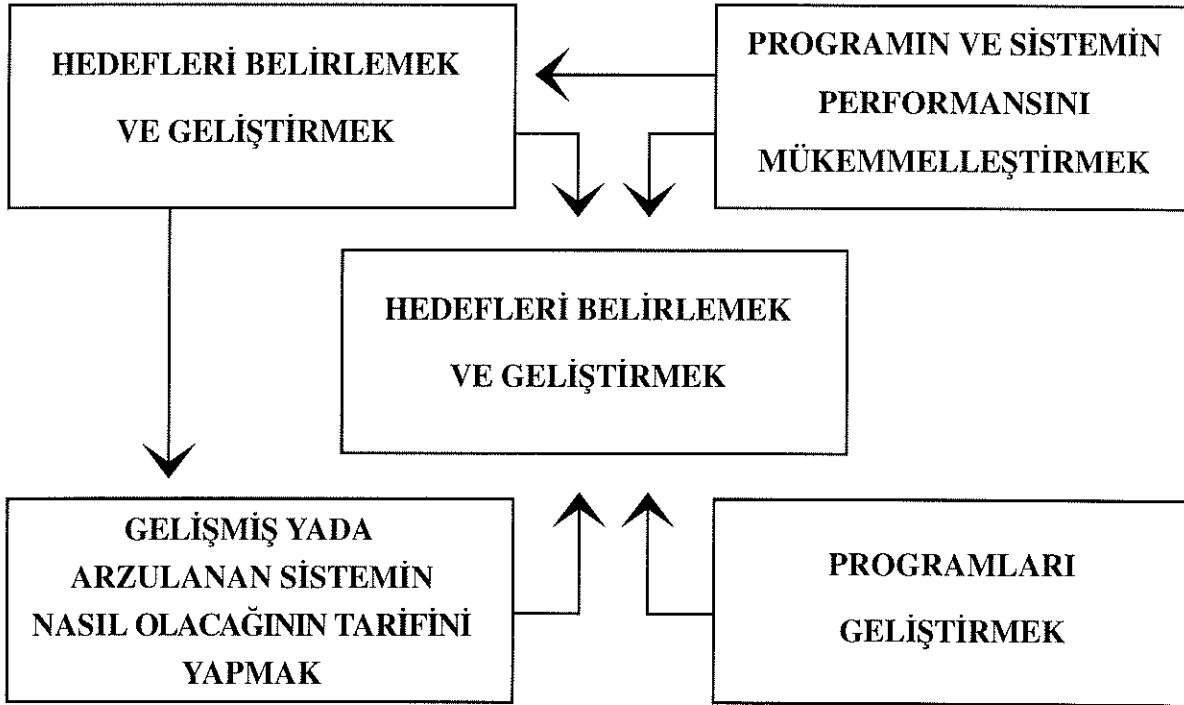 HEDEFLERİ BELİRLEMEK
VE GELİŞTİRMEK
PROGRAMIN VE SİSTEMİN
PERFORMANSINI
MÜKEMMELLEŞTİRMEK
HEDEFLERİ BELİRLEMEK
VE GELİŞTİRMEK
GELİŞMİŞ YADA
ARZULANAN SİSTEMİN
NASIL OLACAĞININ TARİFİNİ
YAPMAK
PROGRAMLARI
GELİŞTİRMEK